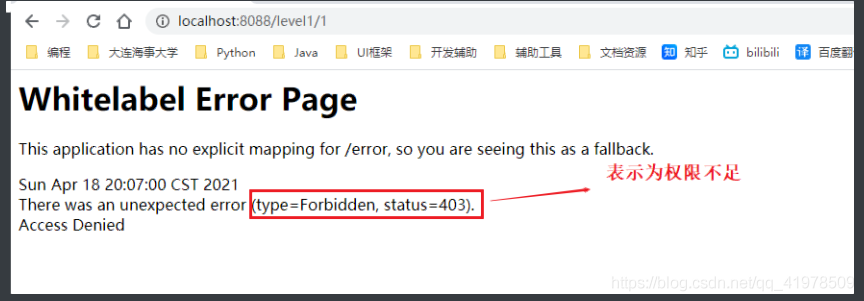 localhost:8088/level1/1
编程 大连海事大学 Python Java UI框架 开发辅助 辅助工具 文档资源 知 知乎 bilibili 译 百度翻
Whitelabel Error Page
This application has no explicit mapping for /error, so you are seeing this as a fallback.
表示为权限不足
Sun Apr 18 20:07:00 CST 2021
There was an unexpected error (type=Forbidden, status=403).
Access Denied
https://blog.csdn.net/qq_41978509